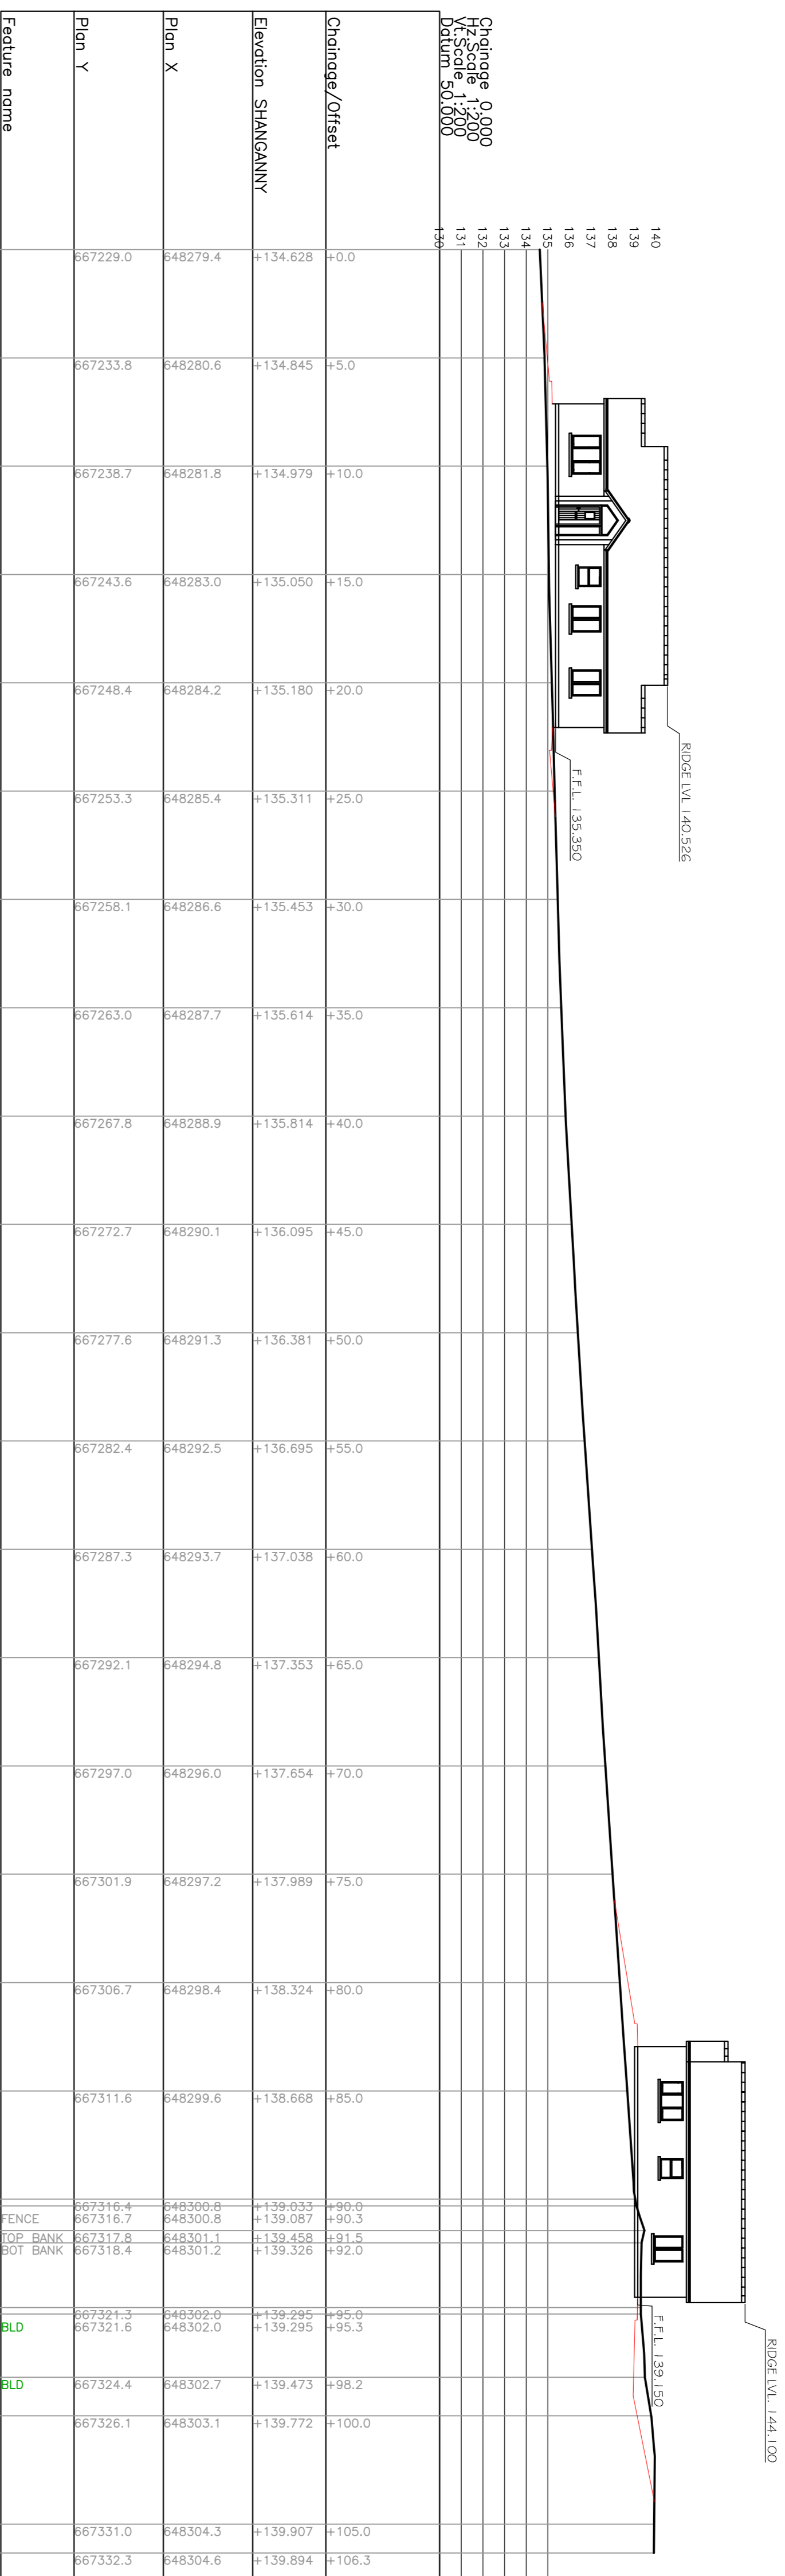 Chainage 0.000
Hz.Scale 1:200
Vt.Scale 1:200
Datum 50.000
140
139
138
137
136
135
134
133
132
131
130
RIDGE LVL 140.526
F.F.L. 135.350
RIDGE LVL. 144.100
F.F.L. 139.150
Chainage/Offset +0.0 +5.0 +10.0 +15.0 +20.0 +25.0 +30.0 +35.0 +40.0 +45.0 +50.0 +55.0 +60.0 +65.0 +70.0 +75.0 +80.0 +85.0 +90.0 +90.3 +91.5 +92.0 +95.0 +95.3 +98.2 +100.0 +105.0 +106.3
Elevation SHANGANNY +134.628 +134.845 +134.979 +135.050 +135.180 +135.311 +135.453 +135.614 +135.814 +136.095 +136.381 +136.695 +137.038 +137.353 +137.654 +137.989 +138.324 +138.668 +139.033 +139.087 +139.458 +139.326 +139.295 +139.295 +139.473 +139.772 +139.907 +139.894
Plan X 648279.4 648280.6 648281.8 648283.0 648284.2 648285.4 648286.6 648287.7 648288.9 648290.1 648291.3 648292.5 648293.7 648294.8 648296.0 648297.2 648298.4 648299.6 648300.8 648300.8 648301.1 648301.2 648302.0 648302.0 648302.7 648303.1 648304.3 648304.6
Plan Y 667229.0 667233.8 667238.7 667243.6 667248.4 667253.3 667258.1 667263.0 667267.8 667272.7 667277.6 667282.4 667287.3 667292.1 667297.0 667301.9 667306.7 667311.6 667316.4 667316.7 667317.8 667318.4 667321.3 667321.6 667324.4 667326.1 667331.0 667332.3
Feature name FENCE TOP BANK BOT BANK BLD BLD